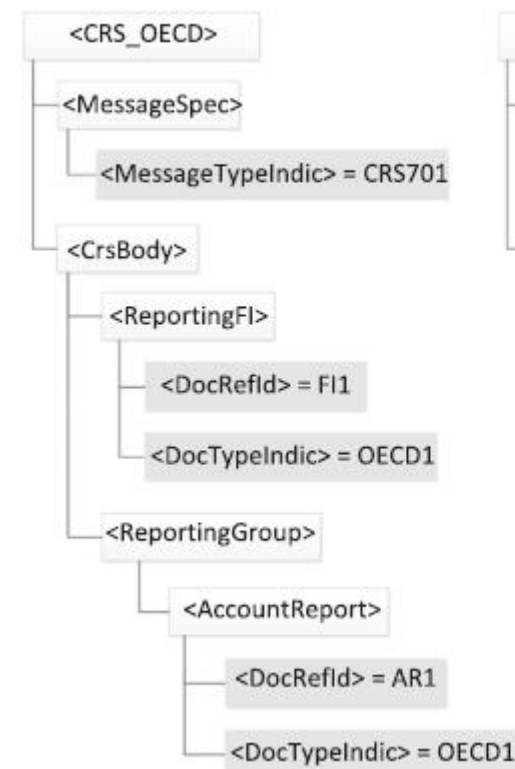 <CRS_OECD>
<MessageSpec>
<MessageTypeIndic> = CRS701
<CrsBody>
<ReportingFI>
<DocRefId> = FI1
<DocTypeIndic> = OECD1
<ReportingGroup>
<AccountReport>
<DocRefId> = AR1
<DocTypeIndic> = OECD1